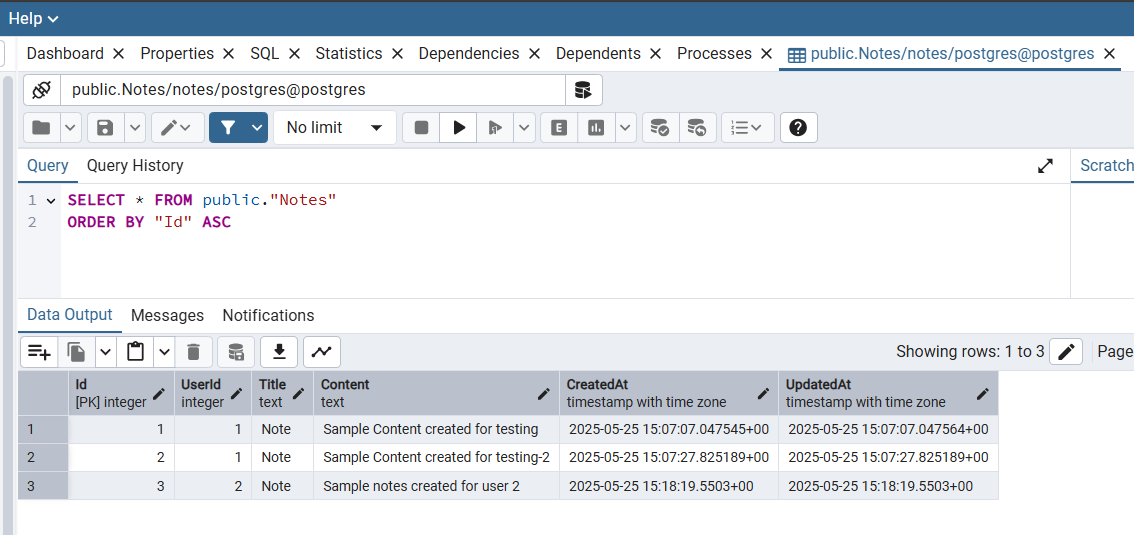 Help
Dashboard Properties SQL Statistics Dependencies Dependents Processes public.Notes/notes/postgres@postgres
public.Notes/notes/postgres@postgres
No limit E
Query Query History Scratch
1 SELECT * FROM public."Notes"
2 ORDER BY "Id" ASC
Data Output Messages Notifications
Showing rows: 1 to 3 Page
Id UserId Title Content CreatedAt UpdatedAt
[PK] integer integer text text timestamp with time zone timestamp with time zone
1 1 1 Note Sample Content created for testing 2025-05-25 15:07:07.047545+00 2025-05-25 15:07:07.047564+00
2 2 1 Note Sample Content created for testing-2 2025-05-25 15:07:27.825189+00 2025-05-25 15:07:27.825189+00
3 3 2 Note Sample notes created for user 2 2025-05-25 15:18:19.5503+00 2025-05-25 15:18:19.5503+00